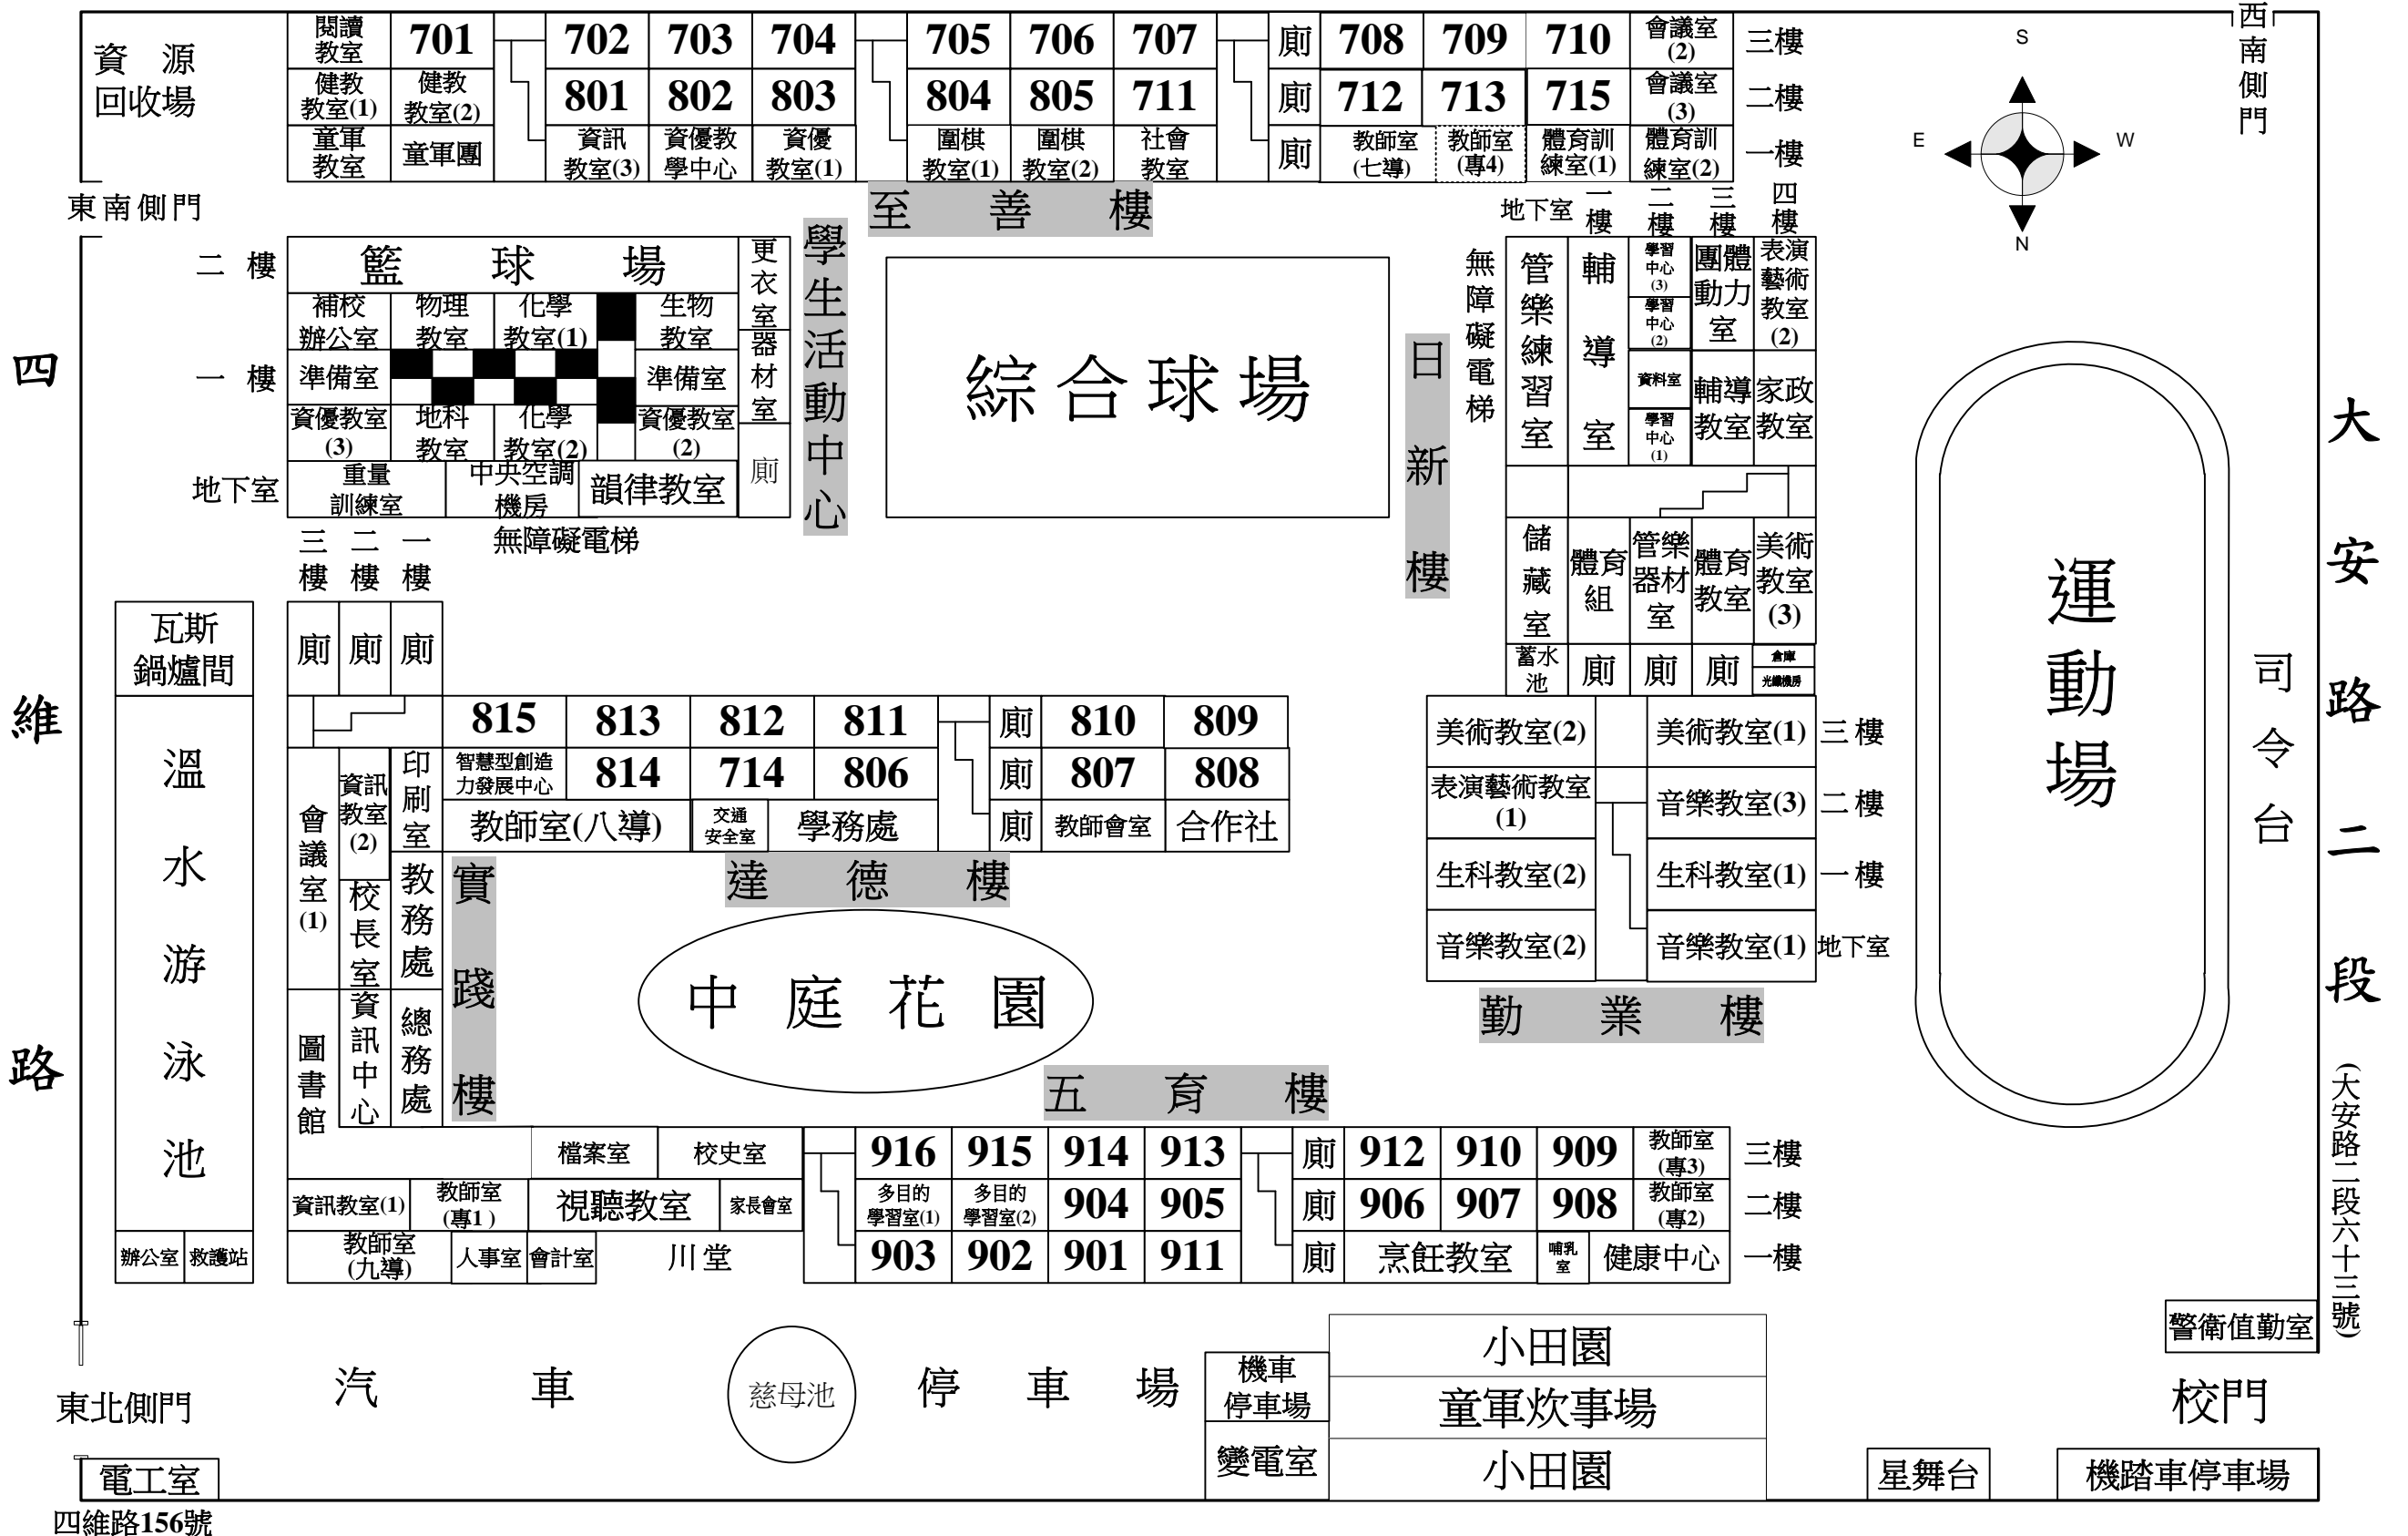 資 源
回收場
閱讀
教室
701
702
703
704
705
706
707
廁
708
709
710
會議室
(2)
三樓
健教
教室(1)
健教
教室(2)
801
802
803
804
805
711
廁
712
713
715
會議室
(3)
二樓
童軍
教室
童軍團
資訊
教室(3)
資優教
學中心
資優
教室(1)
圍棋
教室(1)
圍棋
教室(2)
社會
教室
廁
教師室
(七導)
教師室
(專4)
體育訓
練室(1)
體育訓
練室(2)
一樓
西南側門
S
E
W
N
東南側門
至 善 樓
二 樓
籃 球 場
更衣室
補校
辦公室
物理
教室
化學
教室(1)
生物
教室
器材室
一 樓
準備室
準備室
資優教室
(3)
地科
教室
化學
教室(2)
資優教室
(2)
廁
地下室
重量
訓練室
中央空調
機房
韻律教室
無障礙電梯
學生活動中心
綜合球場
日新樓
無障礙電梯
地下室
一樓
二樓
三樓
四樓
管樂練習室
輔導室
學習
中心
(3)
學習
中心
(2)
資料室
學習
中心
(1)
團體
動力
室
輔導
教室
表演
藝術
教室
(2)
家政
教室
儲藏室
體育
組
管樂
器材
室
體育
教室
美術
教室
(3)
蓄水
池
廁
廁
廁
倉庫
光纖機房
運動場
司令台
大安路二段
(大安路二段六十三號)
四維路
三樓
二樓
一樓
廁
廁
廁
瓦斯
鍋爐間
溫水游泳池
辦公室
救護站
815
813
812
811
廁
810
809
智慧型創造
力發展中心
814
714
806
廁
807
808
教師室(八導)
交通
安全室
學務處
廁
教師會室
合作社
會議室(1)
資訊
教室
(2)
印刷室
校長室
教務處
圖書館
資訊中心
總務處
實踐樓
達 德 樓
中 庭 花 園
五 育 樓
美術教室(2)
美術教室(1)
三樓
表演藝術教室
(1)
音樂教室(3)
二樓
生科教室(2)
生科教室(1)
一樓
音樂教室(2)
音樂教室(1)
地下室
勤 業 樓
檔案室
校史室
916
915
914
913
廁
912
910
909
教師室
(專3)
三樓
資訊教室(1)
教師室
(專1 )
視聽教室
家長會室
多目的
學習室(1)
多目的
學習室(2)
904
905
廁
906
907
908
教師室
(專2)
二樓
教師室
(九導)
人事室
會計室
川堂
903
902
901
911
廁
烹飪教室
哺乳
室
健康中心
一樓
東北側門
汽 車
慈母池
停 車 場
機車
停車場
變電室
小田園
童軍炊事場
小田園
警衛值勤室
校門
電工室
星舞台
機踏車停車場
四維路156號